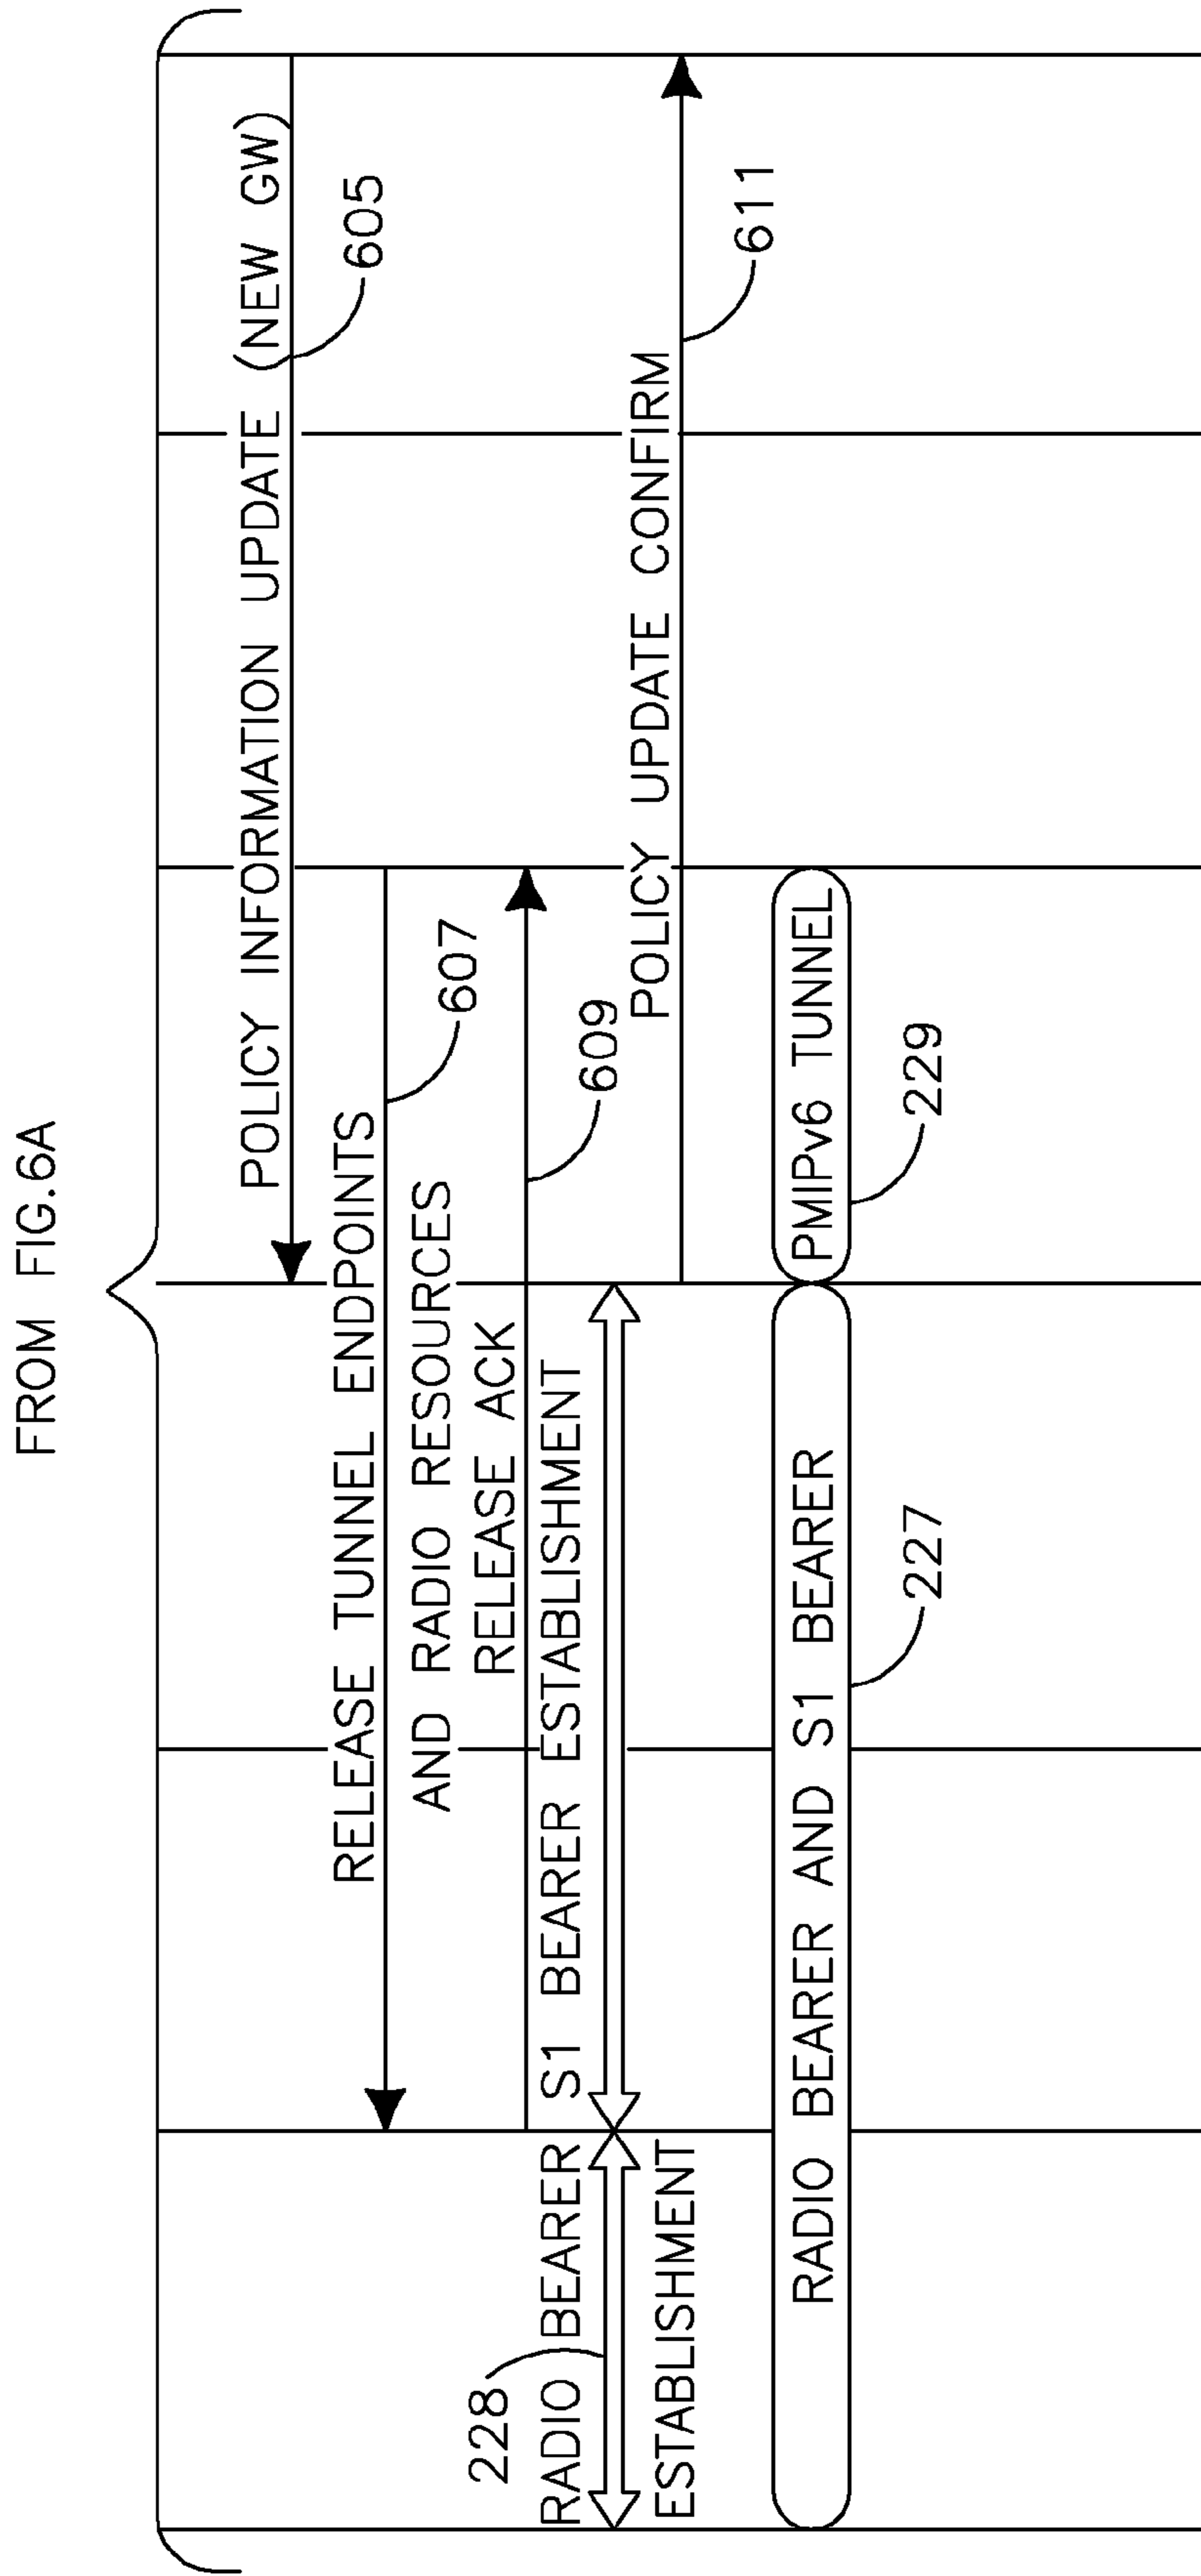 FROM FIG.6A
POLICY INFORMATION UPDATE (NEW GW)
605
RELEASE TUNNEL ENDPOINTS
607
AND RADIO RESOURCES
RELEASE ACK
609
228
RADIO BEARER
ESTABLISHMENT
S1 BEARER ESTABLISHMENT
POLICY UPDATE CONFIRM
611
RADIO BEARER AND S1 BEARER
227
PMIPv6 TUNNEL
229